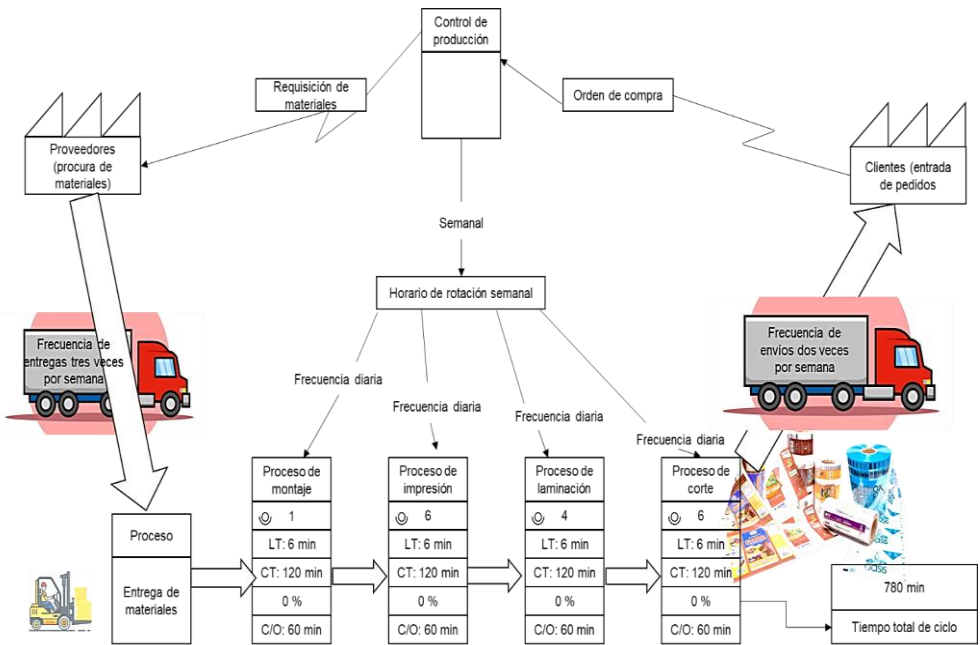 Control de
producción
Requisición de
materiales
Orden de compra
Proveedores
(procura de
materiales)
Clientes (entrada
de pedidos
Semanal
Horario de rotación semanal
Frecuencia de
entregas tres veces
por semana
Frecuencia de
envios dos veces
por semana
Frecuencia diaria
Frecuencia diaria
Frecuencia diaria
Frecuencia diaria
Proceso
Entrega de
materiales
Proceso de
montaje
1
LT: 6 min
CT: 120 min
0 %
C/O: 60 min
Proceso de
impresión
6
LT: 6 min
CT: 120 min
0 %
C/O: 60 min
Proceso de
laminación
4
LT: 6 min
CT: 120 min
0 %
C/O: 60 min
Proceso de
corte
6
LT: 6 min
CT: 120 min
0 %
C/O: 60 min
780 min
Tiempo total de ciclo